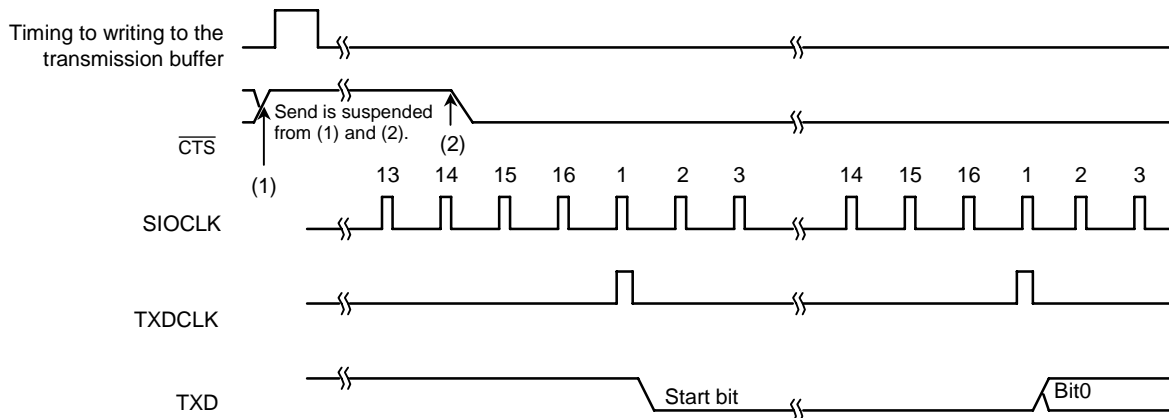 Timing to writing to the
transmission buffer
Send is suspended
from (1) and (2).
CTS
(1)
(2)
13 14 15 16 1 2 3 14 15 16 1 2 3
SIOCLK
TXDCLK
TXD
Start bit
Bit0